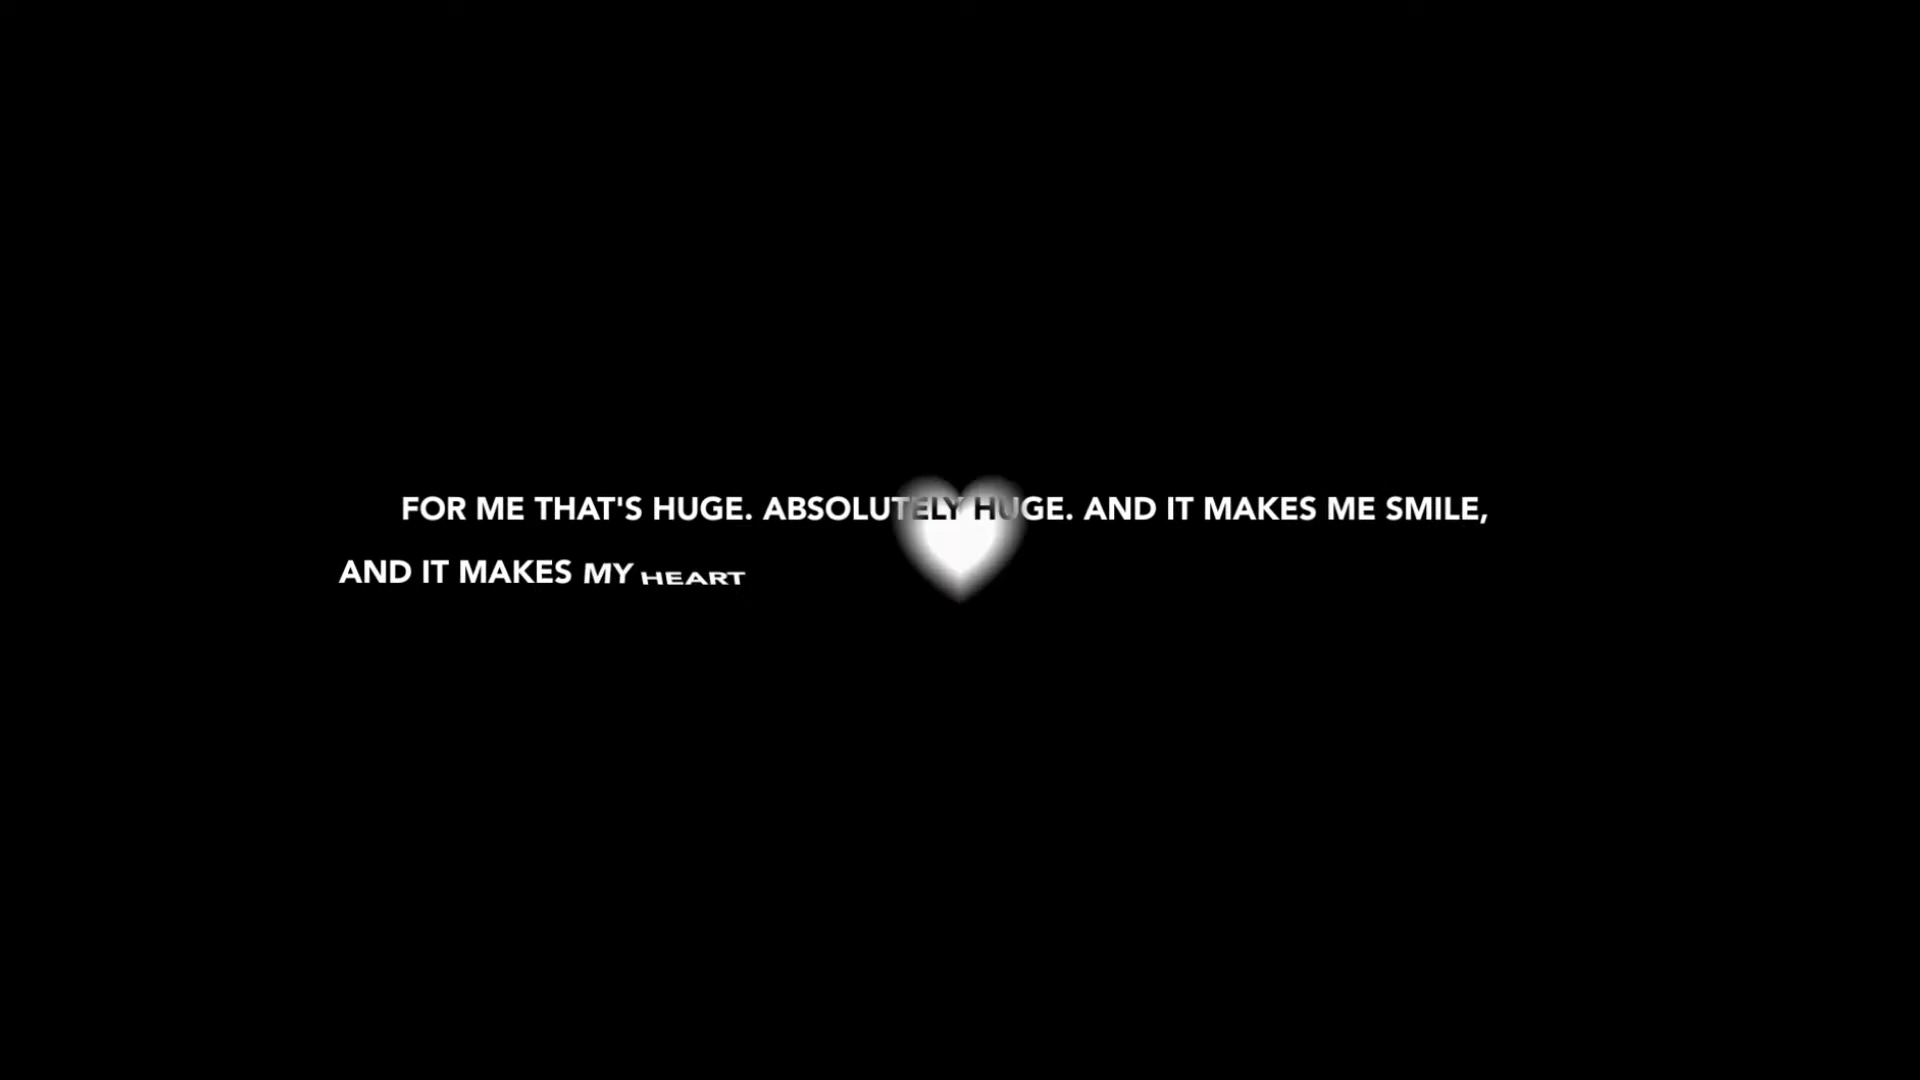 FOR ME THAT'S HUGE. ABSOLUTELY HUGE. AND IT MAKES ME SMILE,
AND IT MAKES MY HEART